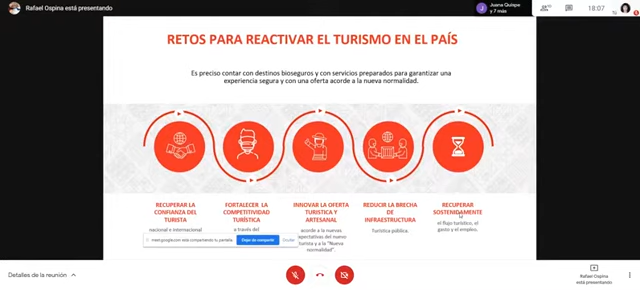 Rafael Ospina está presentando
Juana Quispe
y 7 más
18:07
RETOS PARA REACTIVAR EL TURISMO EN EL PAÍS
Es preciso contar con destinos bioseguros y con servicios preparados para garantizar una
experiencia segura y con una oferta acorde a la nueva normalidad.
RECUPERAR LA
CONFIANZA DEL
TURISTA
nacional e internacional
FORTALECER LA
COMPETITIVIDAD
TURÍSTICA
a través del
INNOVAR LA OFERTA
TURISTICA Y
ARTESANAL
acorde a la nuevas
expectativas del nuevo
turista y a la "Nueva
normalidad".
REDUCIR LA BRECHA
DE
INFRAESTRUCTURA
Turística pública.
RECUPERAR
SOSTENIDAMENTE
el flujo turístico, el
gasto y el empleo.
meet.google.com está compartiendo tu pantalla.
Dejar de compartir
Ocultar
Detalles de la reunión
Rafael Ospina
está presentando